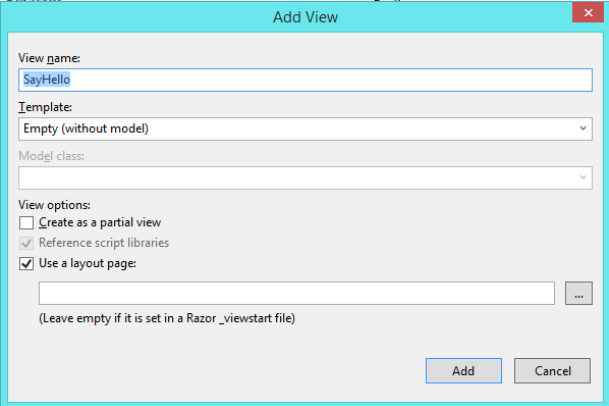 Add View
View name:
SayHello
Template:
Empty (without model)
Model class:
View options:
Create as a partial view
Reference script libraries
Use a layout page:
...
(Leave empty if it is set in a Razor _viewstart file)
Add
Cancel